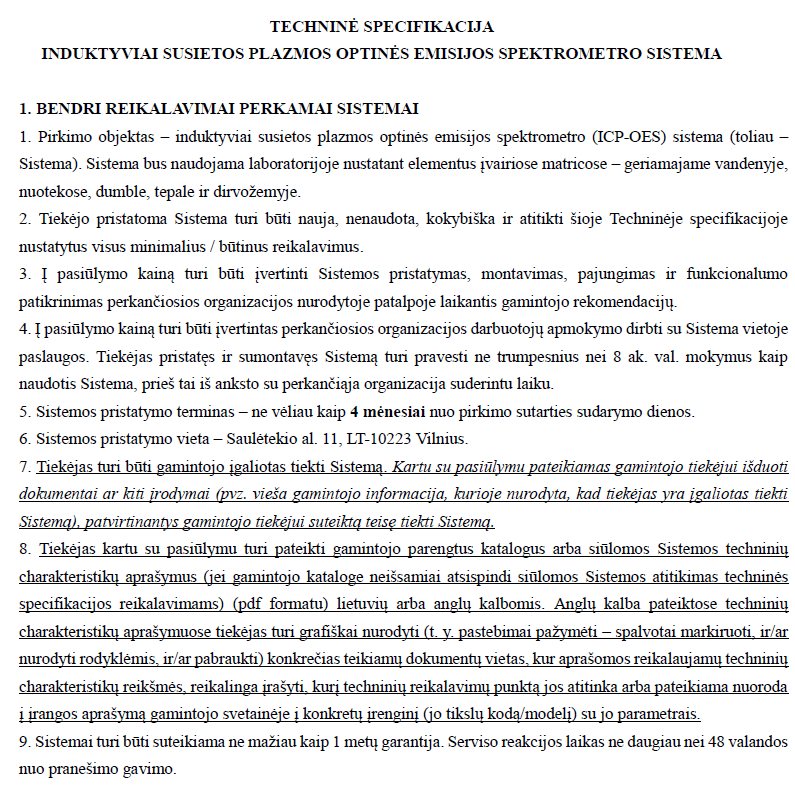 TECHNINĖ SPECIFIKACIJA
INDUKTYVIAI SUSIETOS PLAZMOS OPTINĖS EMISIJOS SPEKTROMETRO SISTEMA
1. BENDRI REIKALAVIMAI PERKAMAI SISTEMAI
1. Pirkimo objektas – induktyviai susietos plazmos optinės emisijos spektrometro (ICP-OES) sistema (toliau –
Sistema). Sistema bus naudojama laboratorijoje nustatant elementus įvairiose matricose – geriamajame vandenyje,
nuotekose, dumble, tepale ir dirvožemyje.
2. Tiekėjo pristatoma Sistema turi būti nauja, nenaudota, kokybiška ir atitikti šioje Techninėje specifikacijoje
nustatytus visus minimalius / būtinus reikalavimus.
3. Į pasiūlymo kainą turi būti įvertinti Sistemos pristatymas, montavimas, pajungimas ir funkcionalumo
patikrinimas perkančiosios organizacijos nurodytoje patalpoje laikantis gamintojo rekomendacijų.
4. Į pasiūlymo kainą turi būti įvertintas perkančiosios organizacijos darbuotojų apmokymo dirbti su Sistema vietoje
paslaugos. Tiekėjas pristatęs ir sumontavęs Sistemą turi pravesti ne trumpesnius nei 8 ak. val. mokymus kaip
naudotis Sistema, prieš tai iš anksto su perkančiąja organizacija suderintu laiku.
5. Sistemos pristatymo terminas – ne vėliau kaip 4 mėnesiai nuo pirkimo sutarties sudarymo dienos.
6. Sistemos pristatymo vieta – Saulėtekio al. 11, LT-10223 Vilnius.
7. Tiekėjas turi būti gamintojo įgaliotas tiekti Sistemą. Kartu su pasiūlymu pateikiamas gamintojo tiekėjui išduoti
dokumentai ar kiti įrodymai (pvz. vieša gamintojo informacija, kurioje nurodyta, kad tiekėjas yra įgaliotas tiekti
Sistemą), patvirtinantys gamintojo tiekėjui suteiktą teisę tiekti Sistemą.
8. Tiekėjas kartu su pasiūlymu turi pateikti gamintojo parengtus katalogus arba siūlomos Sistemos techninių
charakteristikų aprašymus (jei gamintojo kataloge neišsamiai atsispindi siūlomos Sistemos atitikimas techninės
specifikacijos reikalavimams) (pdf formatu) lietuvių arba anglų kalbomis. Anglų kalba pateiktose techninių
charakteristikų aprašymuose tiekėjas turi grafiškai nurodyti (t. y. pastebimai pažymėti – spalvotai markiruoti, ir/ar
nurodyti rodyklėmis, ir/ar pabraukti) konkrečias teikiamų dokumentų vietas, kur aprašomos reikalaujamų techninių
charakteristikų reikšmės, reikalinga įrašyti, kurį techninių reikalavimų punktą jos atitinka arba pateikiama nuoroda
į įrangos aprašymą gamintojo svetainėje į konkretų įrenginį (jo tikslų kodą/modelį) su jo parametrais.
9. Sistemai turi būti suteikiama ne mažiau kaip 1 metų garantija. Serviso reakcijos laikas ne daugiau nei 48 valandos
nuo pranešimo gavimo.